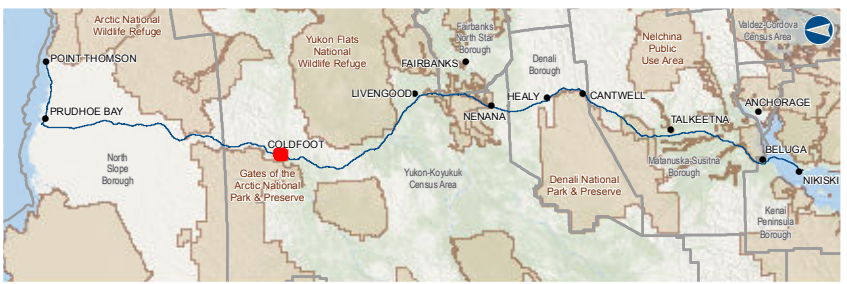 Arctic National
Wildlife Refuge
POINT THOMSON
PRUDHOE BAY
North
Slope
Borough
COLDFOOT
Gates of the
Arctic National
Park & Preserve
Yukon Flats
National
Wildlife Refuge
LIVENGOOD
Yukon-Koyukuk
Census Area
Fairbanks
North Star
Borough
FAIRBANKS
NENANA
HEALY
Denali
Borough
CANTWELL
Denali National
Park & Preserve
Nelchina
Public
Use Area
TALKEETNA
Matanuska-Susitna
Borough
Valdez-Cordova
Census Area
ANCHORAGE
BELUGA
NIKISKI
Kenai
Peninsula
Borough